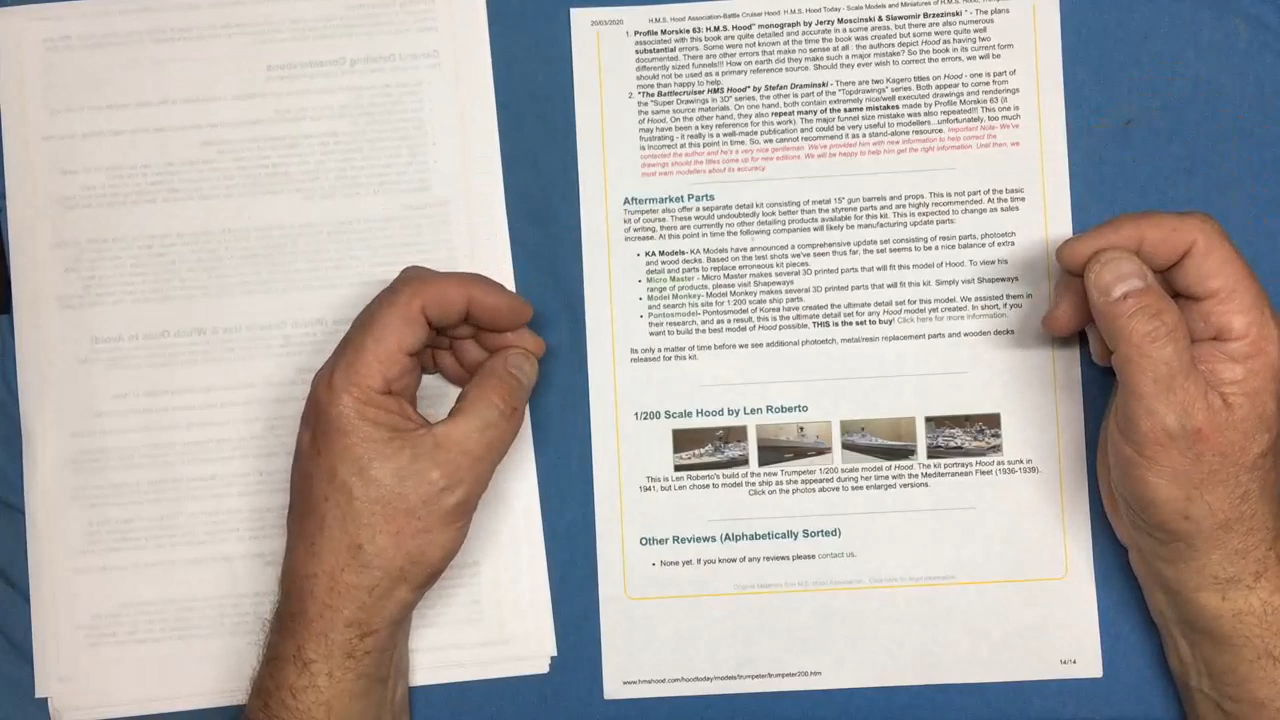 20/03/2020
H.M.S. Hood Association-Battle Cruiser Hood: H.M.S. Hood Today - Scale Models and Miniatures of H.M.S. Hood,
1. Profile Morskie 63: H.M.S. Hood" monograph by Jerzy Moscinski & Slawomir Brzezinski " - The plans
associated with this book are quite detailed and accurate in a some areas, but there are also numerous
substantial errors. Some were not known at the time the book was created but some were quite well
documented. There are other errors that make no sense at all : the authors depict Hood as having two
differently sized funnels!!! How on earth did they make such a major mistake? So the book in its current form
should not be used as a primary reference source. Should they ever wish to correct the errors, we will be
more than happy to help.
2. "The Battlecruiser HMS Hood" by Stefan Draminski - There are two Kagero titles on Hood - one is part of
the "Super Drawings in 3D" series, the other is part of the "Topdrawings" series. Both appear to come from
the same source materials. On one hand, both contain extremely nice/well executed drawings and renderings
of Hood. On the other hand, they also repeat many of the same mistakes made by Profile Morskie 63 (it
may have been a key reference for this work). The major funnel size mistake was also repeated!!! This one is
frustrating - it really is a well-made publication and could be very useful to modellers...unfortunately, too much
is incorrect at this point in time. So, we cannot recommend it as a stand-alone resource. Important Note- We've
contacted the author and he's a very nice gentleman. We've provided him with new information to help correct the
drawings should the titles come up for new editions. We will be happy to help him get the right information. Until then, we
must warn modellers about its accuracy.
Aftermarket Parts
Trumpeter also offer a separate detail kit consisting of metal 15" gun barrels and props. This is not part of the basic
kit of course. These would undoubtedly look better than the styrene parts and are highly recommended. At the time
of writing, there are currently no other detailing products available for this kit. This is expected to change as sales
increase. At this point in time the following companies will likely be manufacturing update parts:
• KA Models- KA Models have announced a comprehensive update set consisting of resin parts, photoetch
and wood decks. Based on the test shots we've seen thus far, the set seems to be a nice balance of extra
detail and parts to replace erroneous kit pieces.
• Micro Master - Micro Master makes several 3D printed parts that will fit this model of Hood. To view his
range of products, please visit Shapeways
• Model Monkey- Model Monkey makes several 3D printed parts that will fit this kit. Simply visit Shapeways
and search his site for 1:200 scale ship parts.
• Pontosmodel- Pontosmodel of Korea have created the ultimate detail set for this model. We assisted them in
their research, and as a result, this is the ultimate detail set for any Hood model yet created. In short, if you
want to build the best model of Hood possible, THIS is the set to buy! Click here for more information.
Its only a matter of time before we see additional photoetch, metal/resin replacement parts and wooden decks
released for this kit.
1/200 Scale Hood by Len Roberto
This is Len Roberto's build of the new Trumpeter 1/200 scale model of Hood. The kit portrays Hood as sunk in
1941, but Len chose to model the ship as she appeared during her time with the Mediterranean Fleet (1936-1939).
Click on the photos above to see enlarged versions.
Other Reviews (Alphabetically Sorted)
• None yet. If you know of any reviews please contact us.
Original Materials © H.M.S. Hood Association. Click here for legal information
www.hmshood.com/hoodtoday/models/trumpeter/trumpeter200.htm
14/14